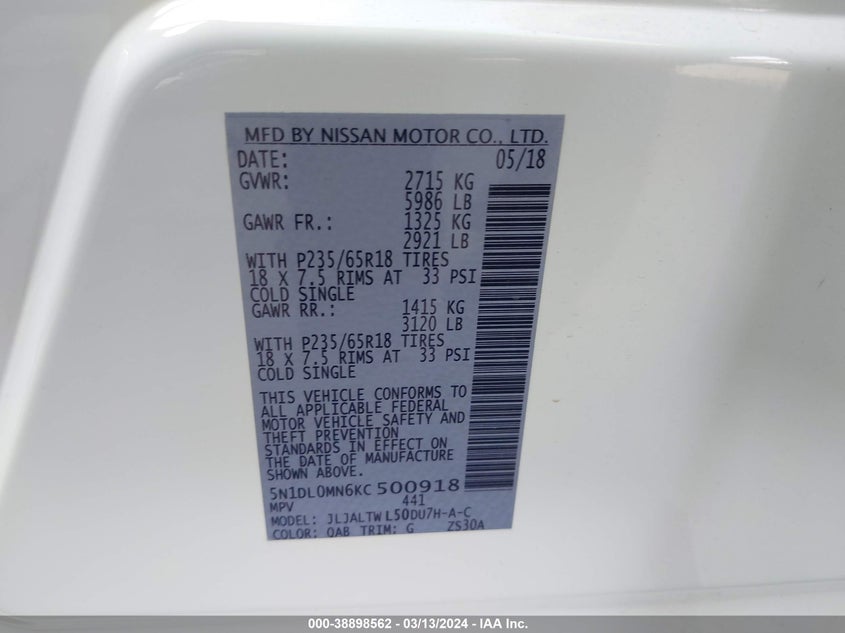 MFD BY NISSAN MOTOR CO., LTD.
DATE: 05/18
GVWR: 2715 KG
5986 LB
GAWR FR.: 1325 KG
2921 LB
WITH P235/65R18 TIRES
18 X 7.5 RIMS AT 33 PSI
COLD SINGLE
GAWR RR.: 1415 KG
3120 LB
WITH P235/65R18 TIRES
18 X 7.5 RIMS AT 33 PSI
COLD SINGLE
THIS VEHICLE CONFORMS TO
ALL APPLICABLE FEDERAL
MOTOR VEHICLE SAFETY AND
THEFT PREVENTION
STANDARDS IN EFFECT ON
THE DATE OF MANUFACTURE
SHOWN ABOVE.
5N1DL0MN6KC500918
MPV 441
MODEL: JLJALTWL50DU7H-A-C
COLOR: QAB TRIM: G ZS30A
000-38898562 - 03/13/2024 - IAA Inc.